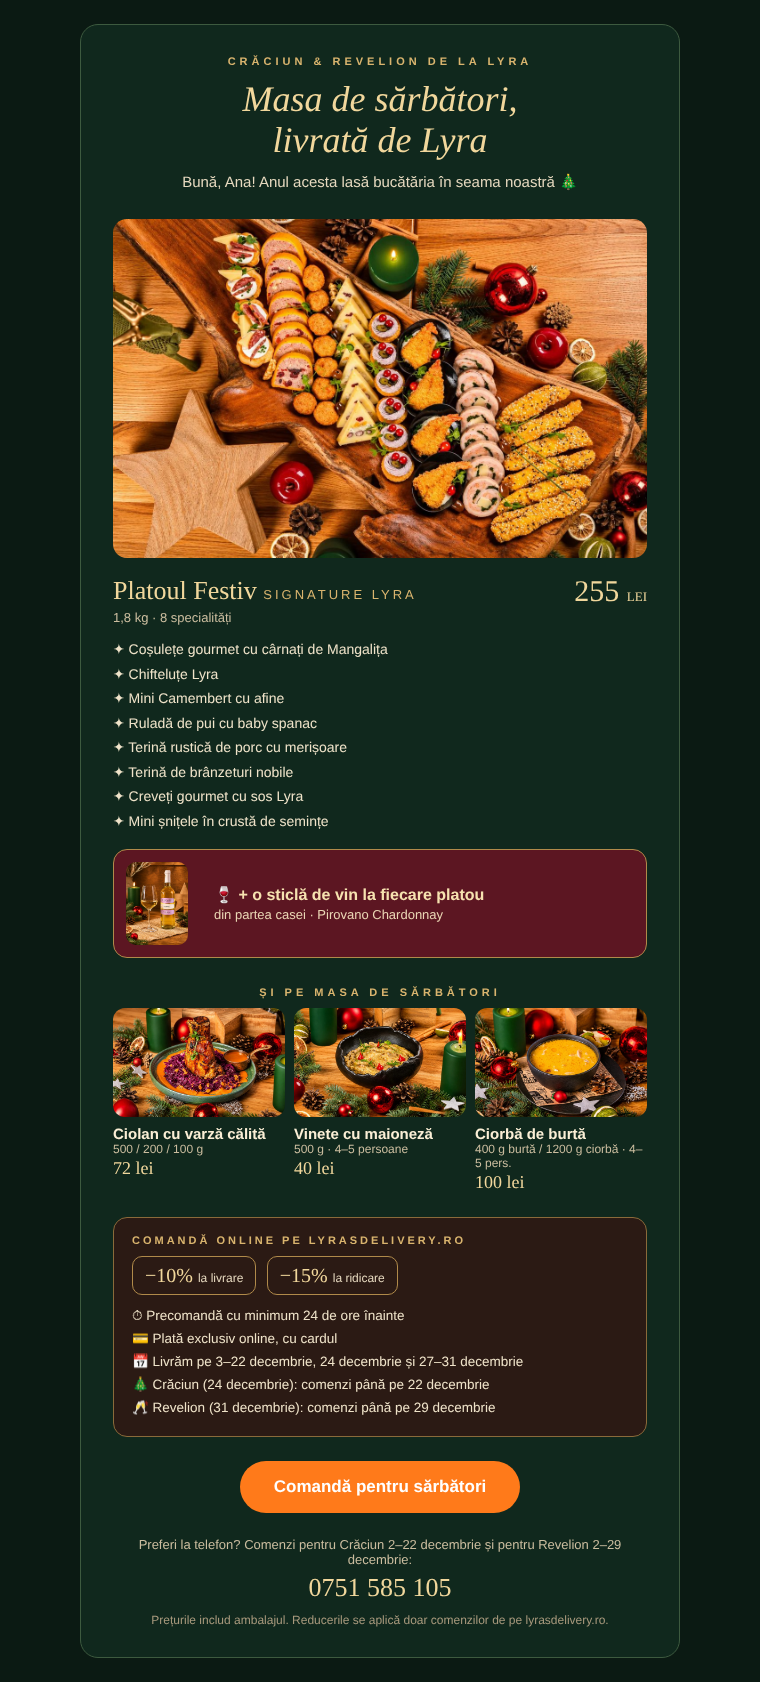 CRĂCIUN & REVELION DE LA LYRA
Masa de sărbători,
livrată de Lyra
Bună, Ana! Anul acesta lasă bucătăria în seama noastră 🎄
Platoul Festiv SIGNATURE LYRA
255 LEI
1,8 kg · 8 specialități
✦ Coșulețe gourmet cu cârnați de Mangalița
✦ Chifteluțe Lyra
✦ Mini Camembert cu afine
✦ Ruladă de pui cu baby spanac
✦ Terină rustică de porc cu merișoare
✦ Terină de brânzeturi nobile
✦ Creveți gourmet cu sos Lyra
✦ Mini șnițele în crustă de semințe
🍷 + o sticlă de vin la fiecare platou
din partea casei · Pirovano Chardonnay
ȘI PE MASA DE SĂRBĂTORI
Ciolan cu varză călită
500 / 200 / 100 g
72 lei
Vinete cu maioneză
500 g · 4–5 persoane
40 lei
Ciorbă de burtă
400 g burtă / 1200 g ciorbă · 4–
5 pers.
100 lei
COMANDĂ ONLINE PE LYRASDELIVERY.RO
−10% la livrare
−15% la ridicare
⏱ Precomandă cu minimum 24 de ore înainte
💳 Plată exclusiv online, cu cardul
📅 Livrăm pe 3–22 decembrie, 24 decembrie și 27–31 decembrie
🎄 Crăciun (24 decembrie): comenzi până pe 22 decembrie
🥂 Revelion (31 decembrie): comenzi până pe 29 decembrie
Comandă pentru sărbători
Preferi la telefon? Comenzi pentru Crăciun 2–22 decembrie și pentru Revelion 2–29
decembrie:
0751 585 105
Prețurile includ ambalajul. Reducerile se aplică doar comenzilor de pe lyrasdelivery.ro.